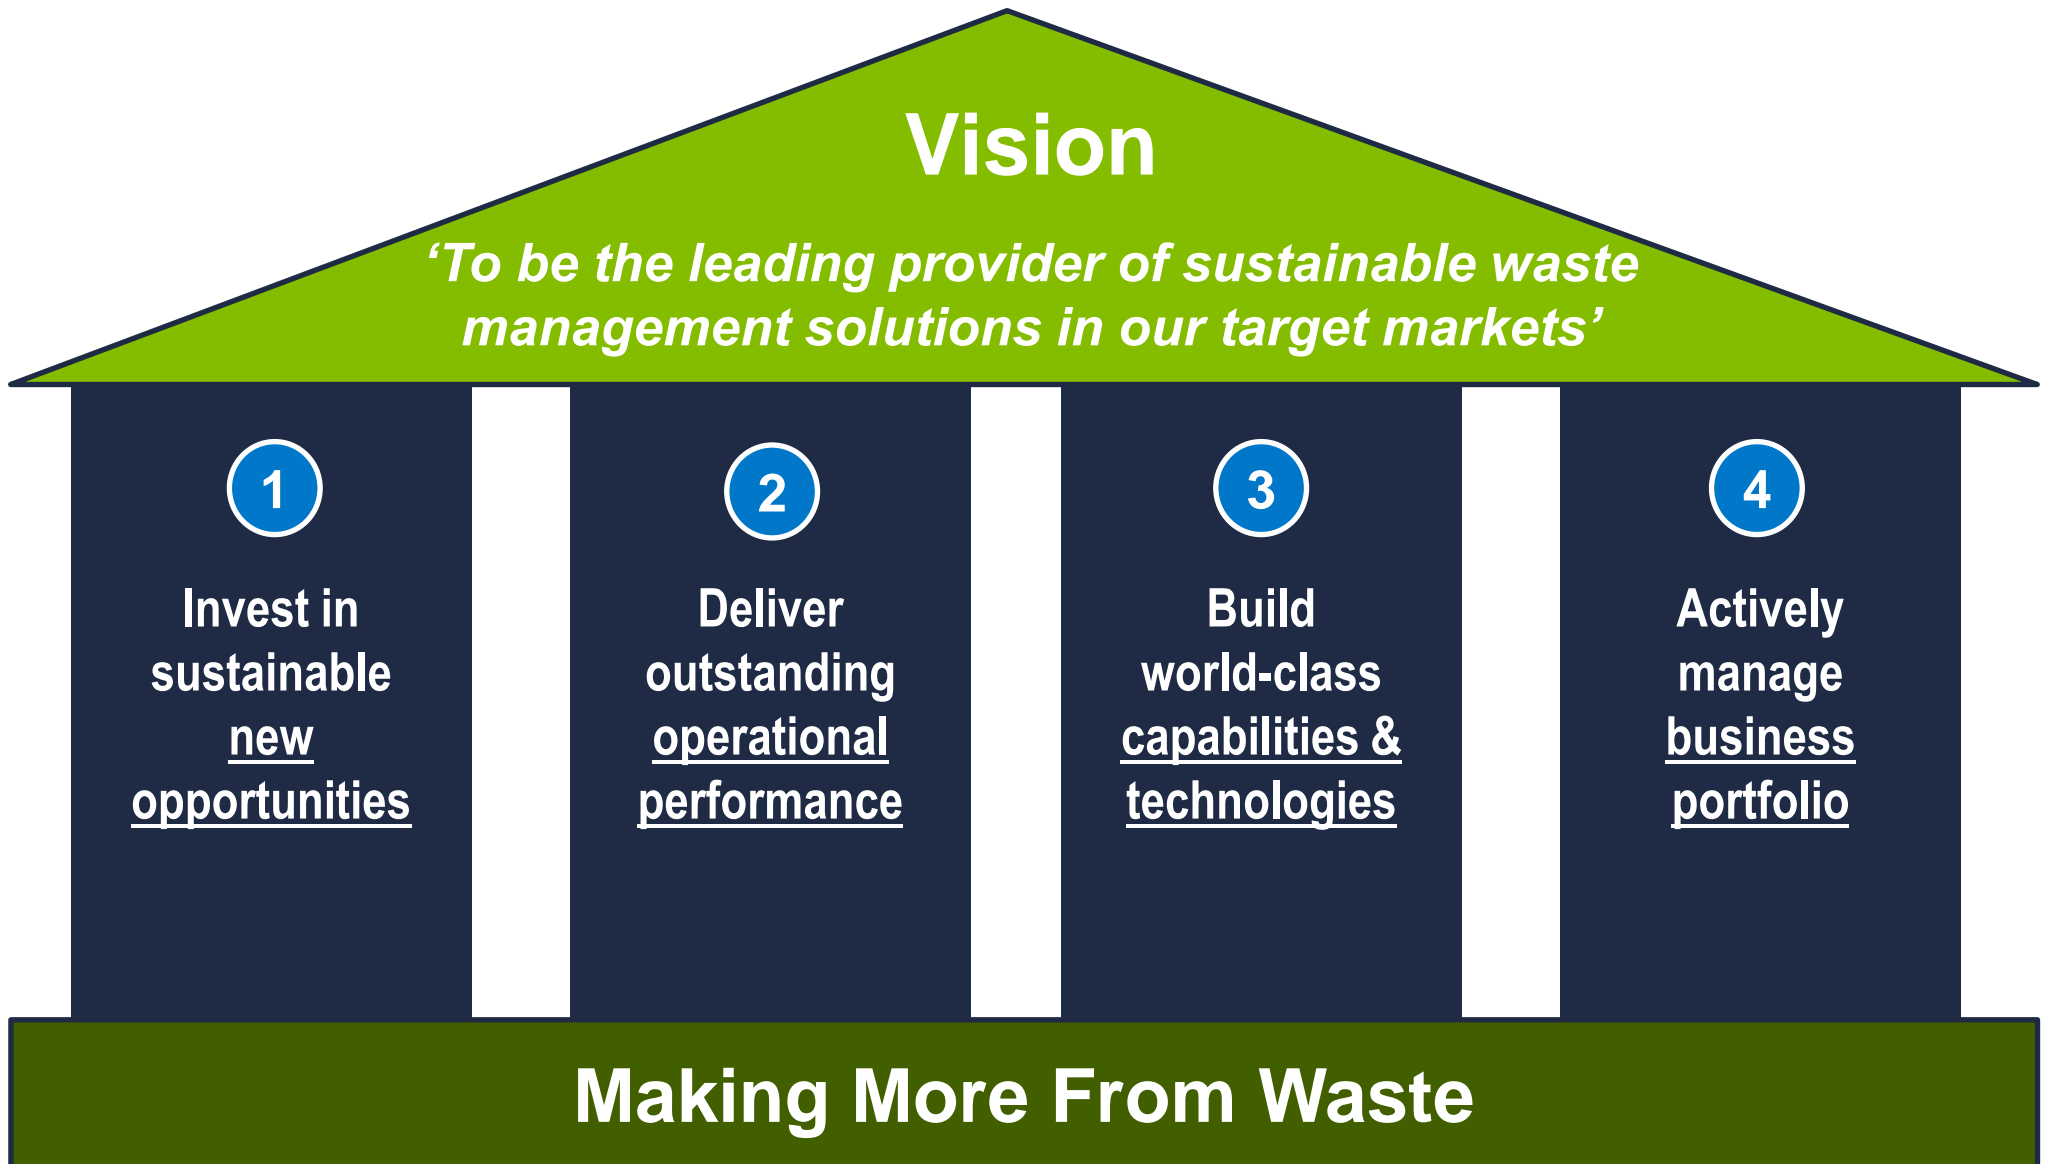 Vision
‘To be the leading provider of sustainable waste
management solutions in our target markets’
1
Invest in
sustainable
new
opportunities
2
Deliver
outstanding
operational
performance
3
Build
world-class
capabilities &
technologies
4
Actively
manage
business
portfolio
Making More From Waste